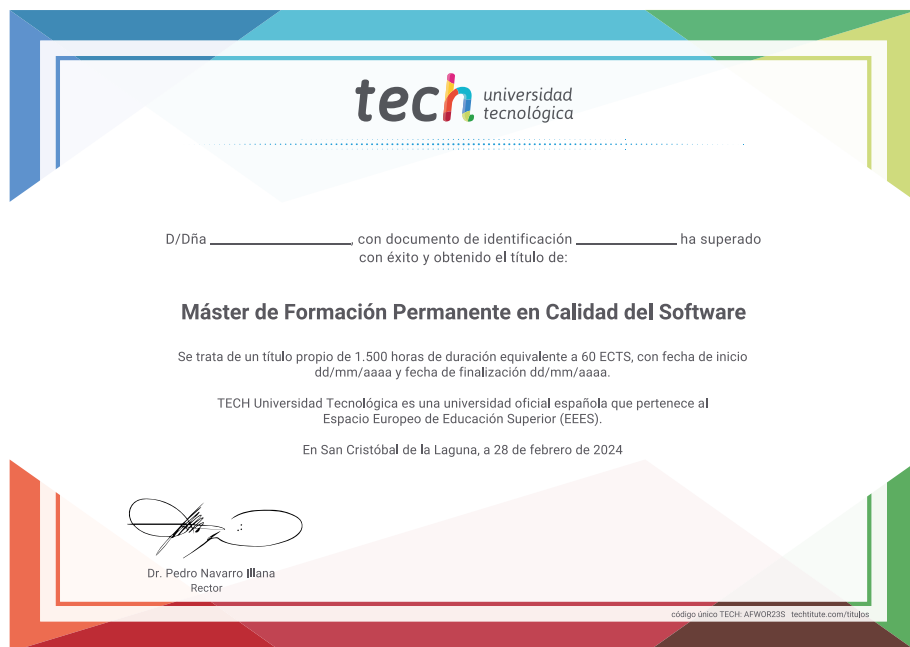 tech universidad
tecnológica
D/Dña ______________, con documento de identificación __________ ha superado
con éxito y obtenido el título de:
Máster de Formación Permanente en Calidad del Software
Se trata de un título propio de 1.500 horas de duración equivalente a 60 ECTS, con fecha de inicio
dd/mm/aaaa y fecha de finalización dd/mm/aaaa.
TECH Universidad Tecnológica es una universidad oficial española que pertenece al
Espacio Europeo de Educación Superior (EEES).
En San Cristóbal de la Laguna, a 28 de febrero de 2024
Dr. Pedro Navarro Illana
Rector
código único TECH: AFWOR23S techtitute.com/titulos